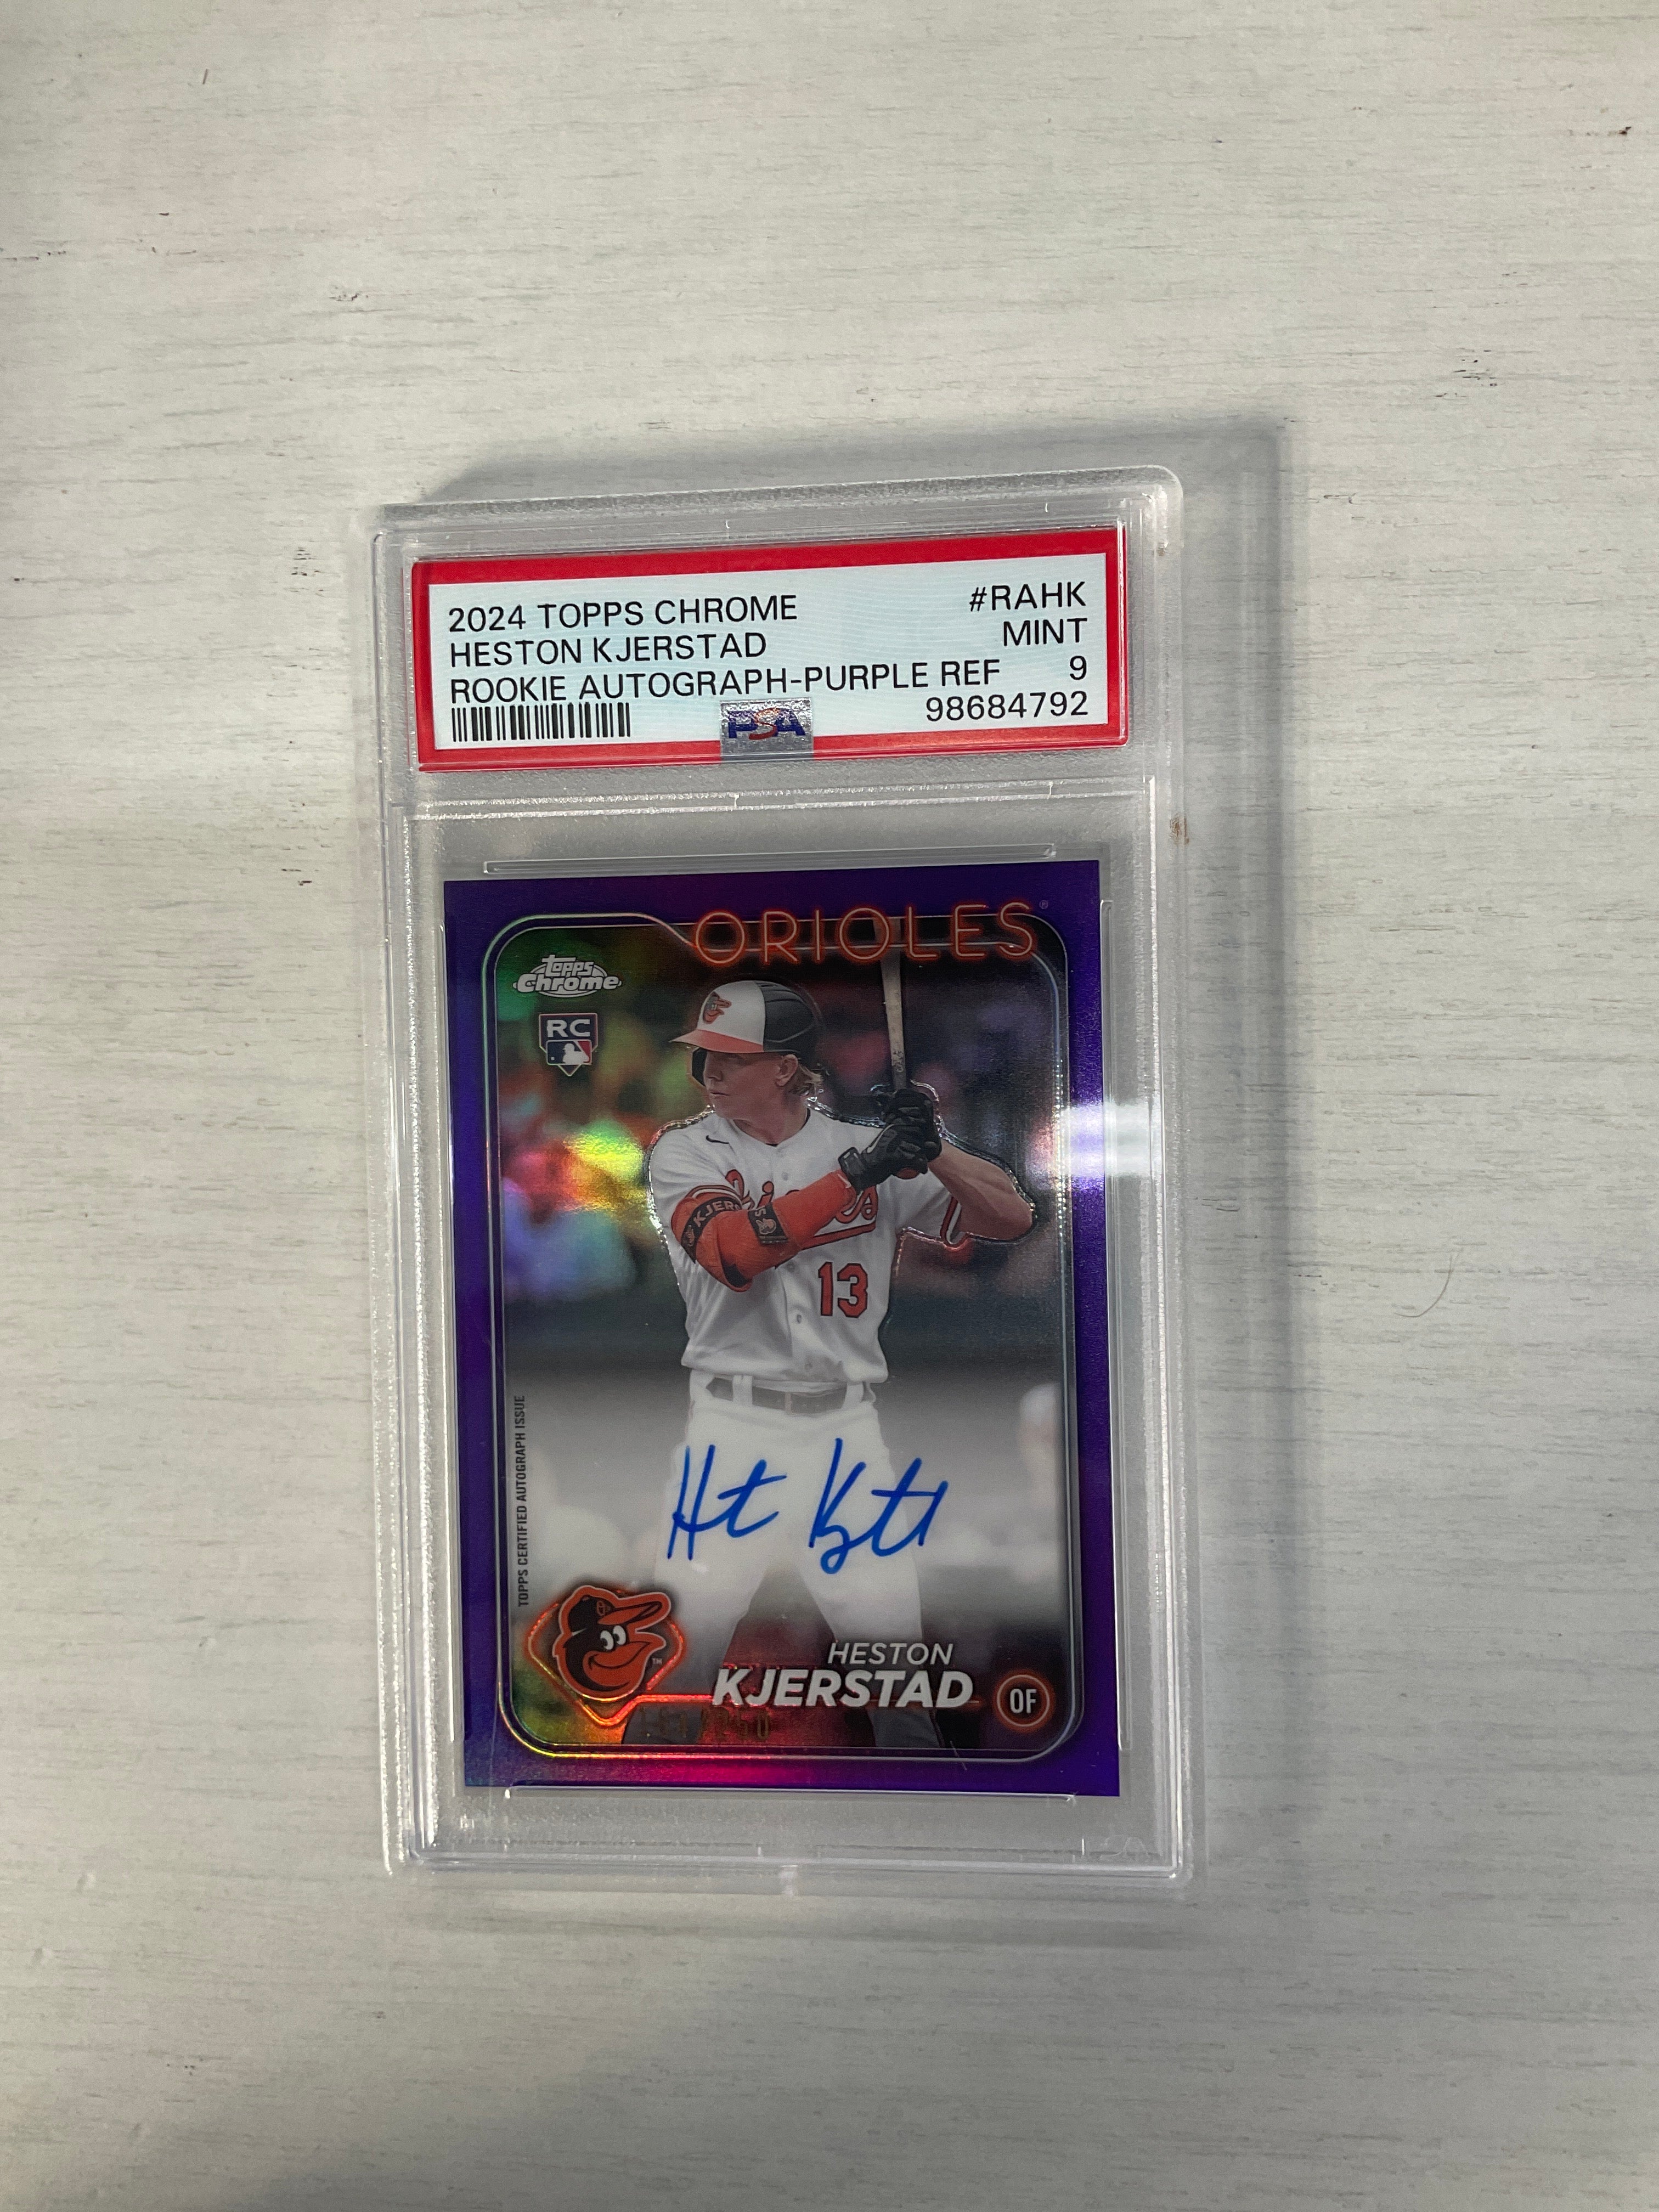 2024 TOPPS CHROME #RAHK
HESTON KJERSTAD MINT
ROOKIE AUTOGRAPH-PURPLE REF 9
98684792
PSA
ORIOLES
Topps
Chrome
RC
KJER
13
TOPPS CERTIFIED AUTOGRAPH ISSUE
HESTON
KJERSTAD
OF